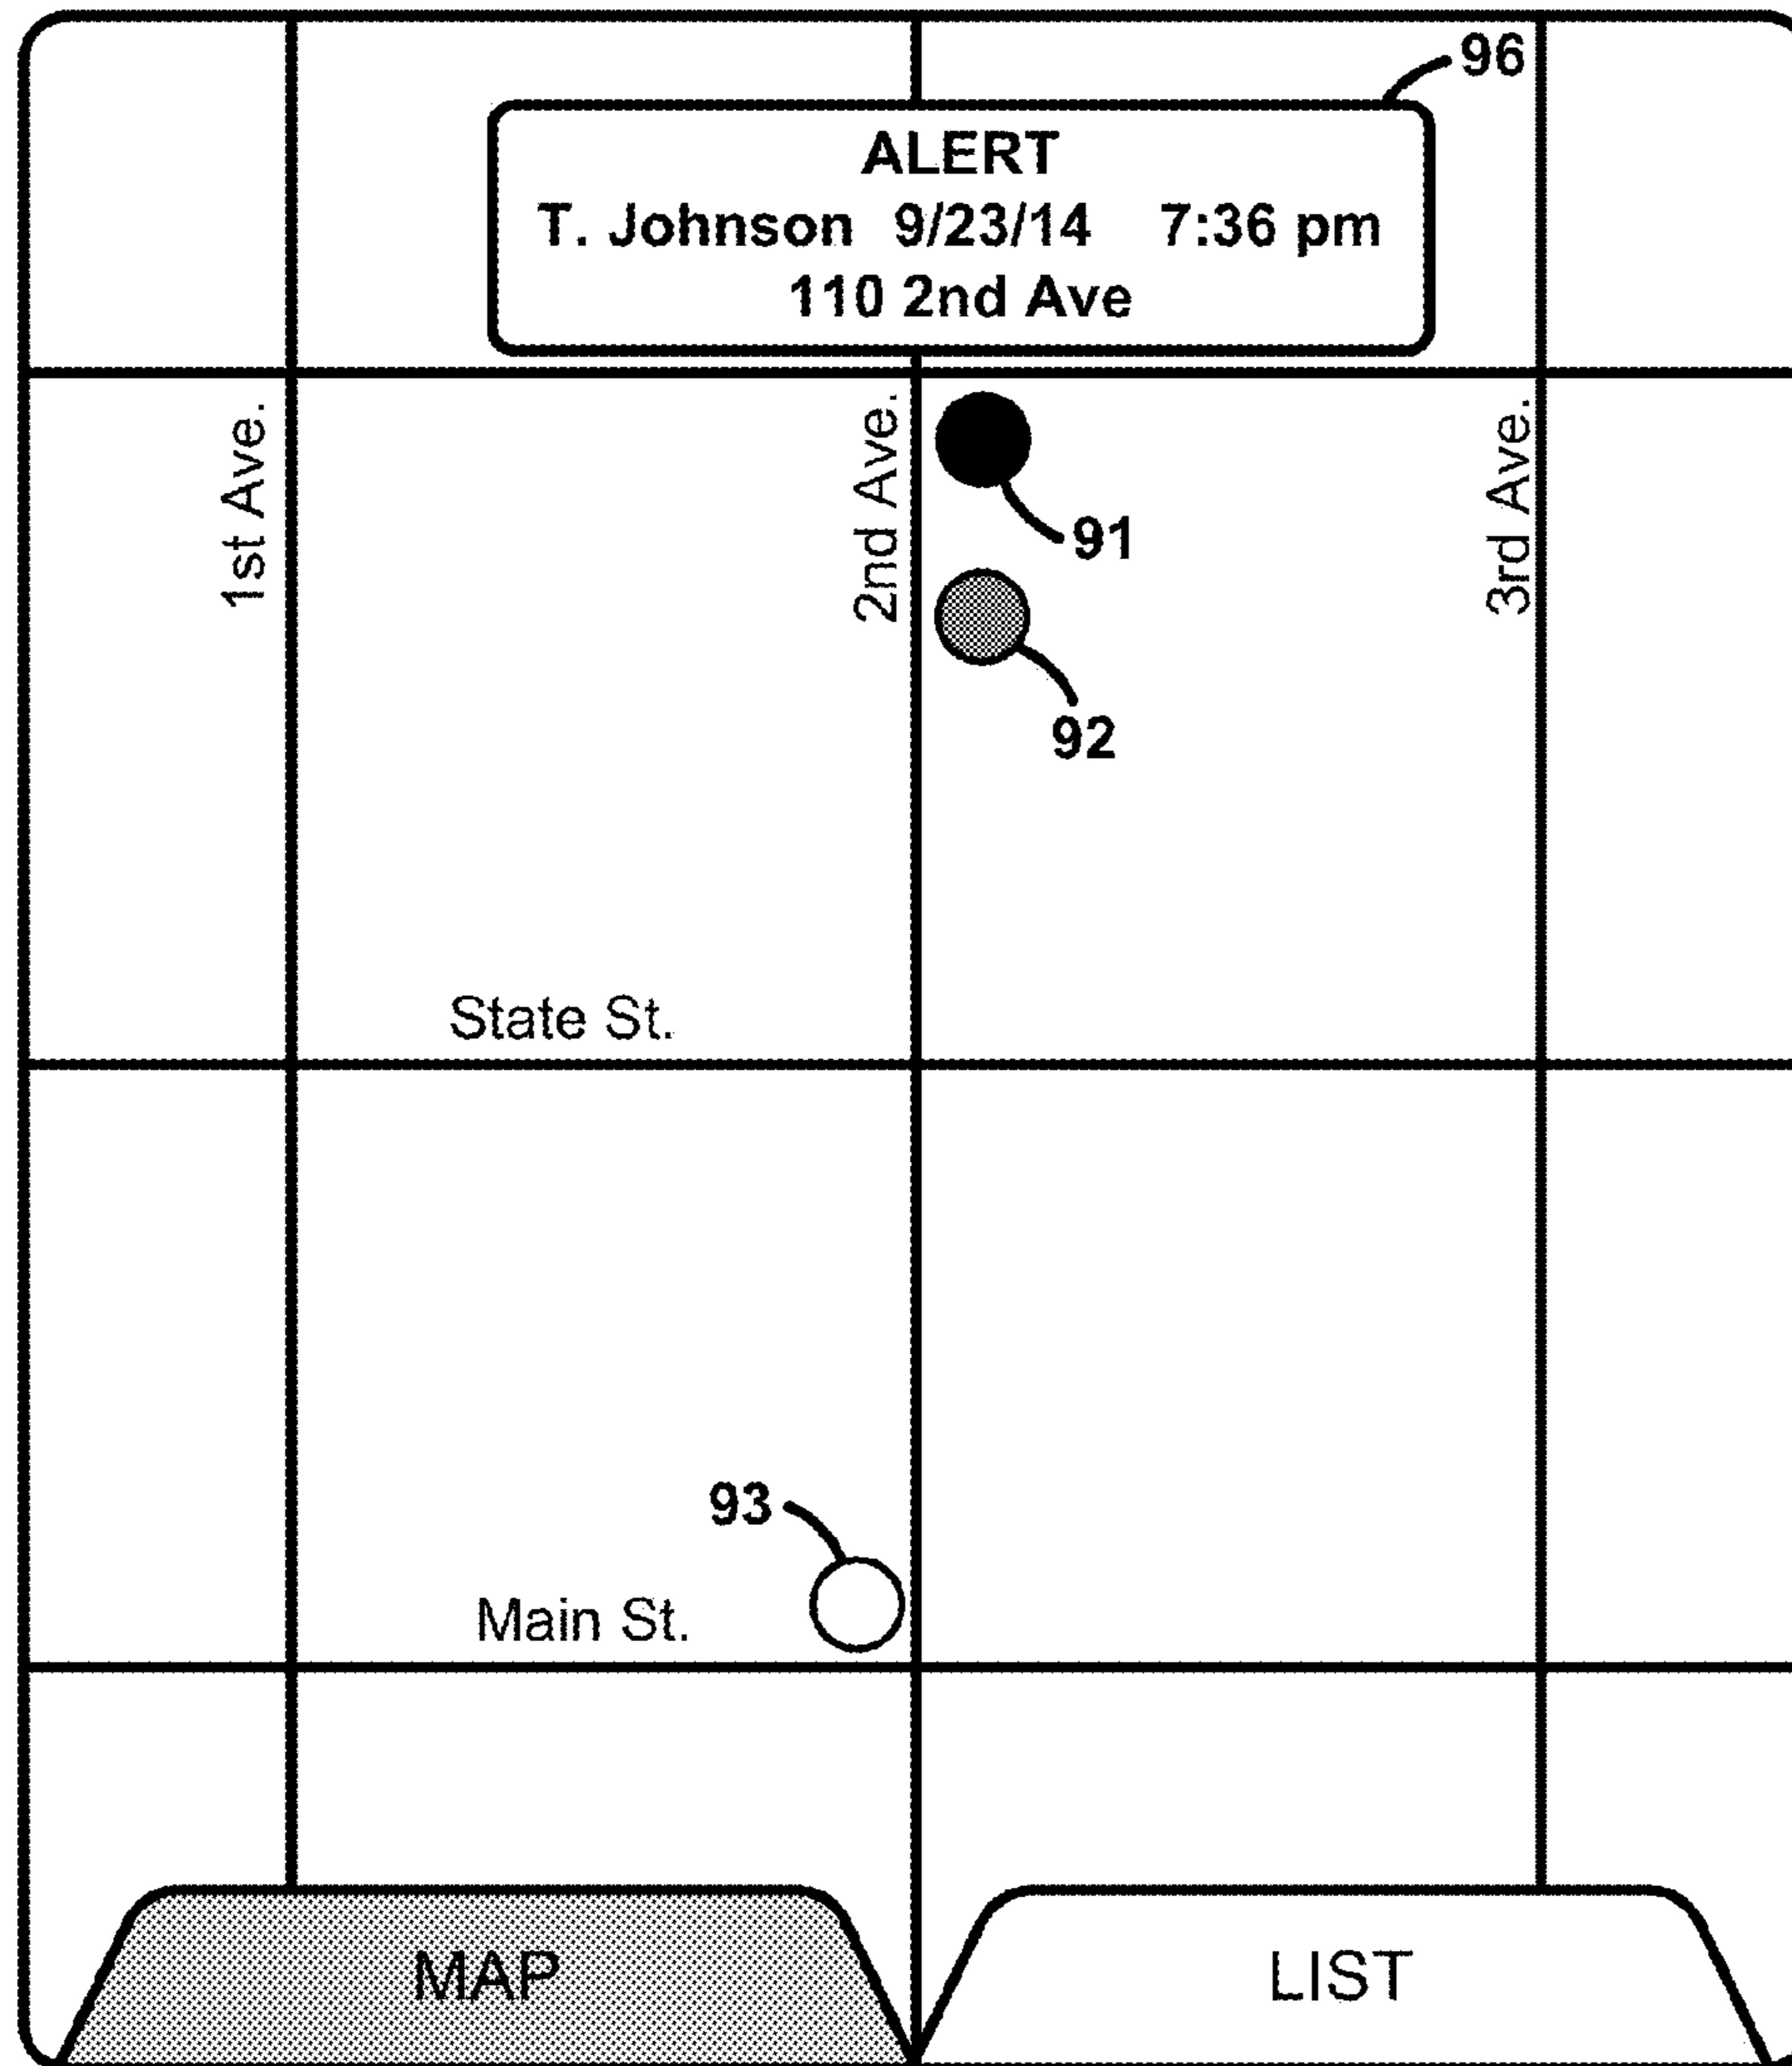 96
ALERT
T. Johnson 9/23/14 7:36 pm
110 2nd Ave
1st Ave.
2nd Ave.
3rd Ave.
91
92
State St.
93
Main St.
MAP
LIST